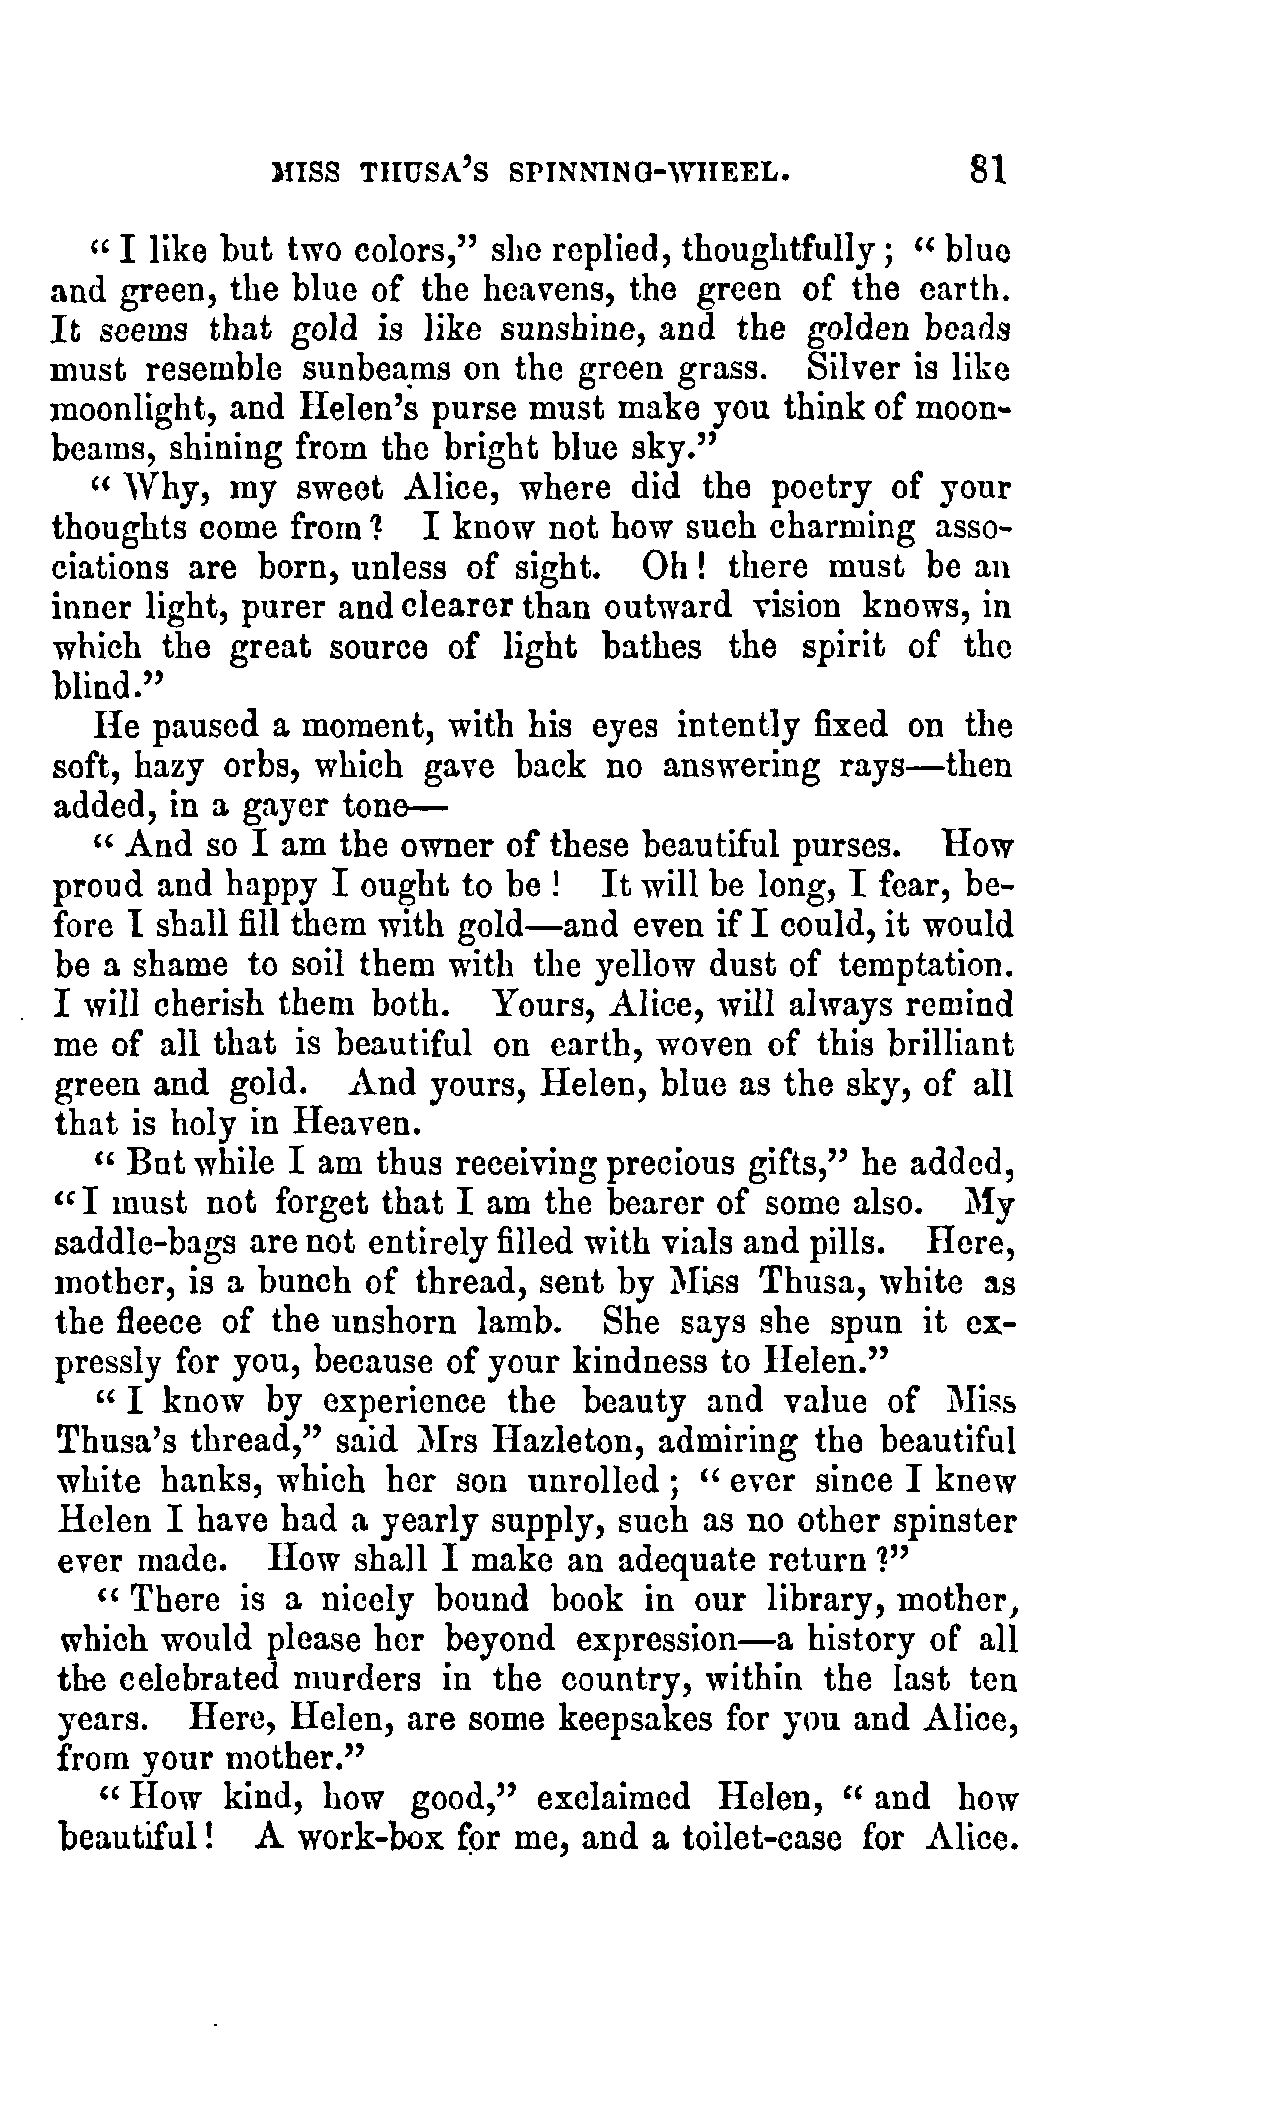 MISS THUSA'S SPINNING-WHEEL. 81
"I like but two colors," she replied, thoughtfully; "blue
and green, the blue of the heavens, the green of the earth.
It seems that gold is like sunshine, and the golden beads
must resemble sunbeams on the green grass. Silver is like
moonlight, and Helen's purse must make you think of moon-
beams, shining from the bright blue sky."
"Why, my sweet Alice, where did the poetry of your
thoughts come from? I know not how such charming asso-
ciations are born, unless of sight. Oh! there must be an
inner light, purer and clearer than outward vision knows, in
which the great source of light bathes the spirit of the
blind."
He paused a moment, with his eyes intently fixed on the
soft, hazy orbs, which gave back no answering rays—then
added, in a gayer tone—
"And so I am the owner of these beautiful purses. How
proud and happy I ought to be! It will be long, I fear, be-
fore I shall fill them with gold—and even if I could, it would
be a shame to soil them with the yellow dust of temptation.
I will cherish them both. Yours, Alice, will always remind
me of all that is beautiful on earth, woven of this brilliant
green and gold. And yours, Helen, blue as the sky, of all
that is holy in Heaven.
"But while I am thus receiving precious gifts," he added,
"I must not forget that I am the bearer of some also. My
saddle-bags are not entirely filled with vials and pills. Here,
mother, is a bunch of thread, sent by Miss Thusa, white as
the fleece of the unshorn lamb. She says she spun it ex-
pressly for you, because of your kindness to Helen."
"I know by experience the beauty and value of Miss
Thusa's thread," said Mrs Hazleton, admiring the beautiful
white hanks, which her son unrolled; "ever since I knew
Helen I have had a yearly supply, such as no other spinster
ever made. How shall I make an adequate return?"
"There is a nicely bound book in our library, mother,
which would please her beyond expression—a history of all
the celebrated murders in the country, within the last ten
years. Here, Helen, are some keepsakes for you and Alice,
from your mother."
"How kind, how good," exclaimed Helen, "and how
beautiful! A work-box for me, and a toilet-case for Alice.